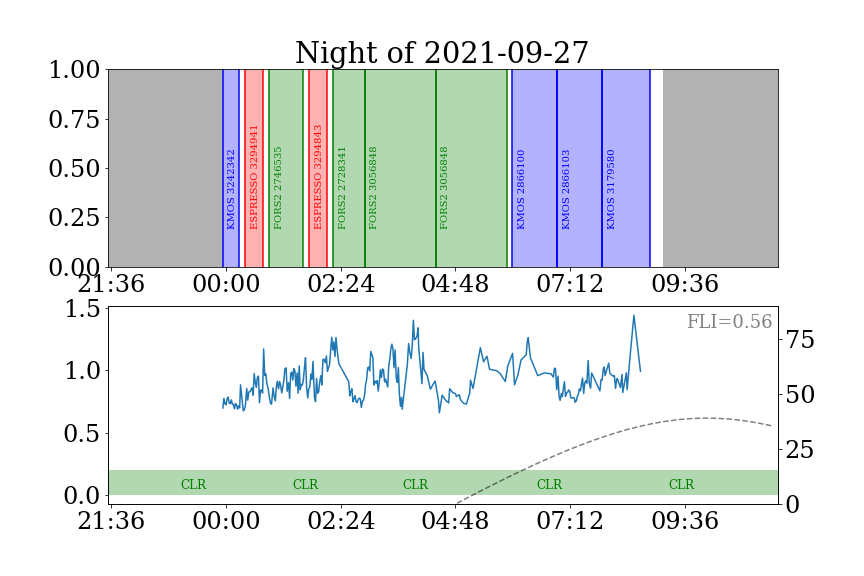 Night of 2021-09-27
1.00
0.75
0.50
0.25
0.00
KMOS 3242342
ESPRESSO 3294941
FORS2 2746535
ESPRESSO 3294843
FORS2 2728341
FORS2 3056848
FORS2 3056848
KMOS 2866100
KMOS 2866103
KMOS 3179580
21:36 00:00 02:24 04:48 07:12 09:36
1.5
1.0
0.5
0.0
FLI=0.56
75
50
25
0
CLR CLR CLR CLR CLR
21:36 00:00 02:24 04:48 07:12 09:36